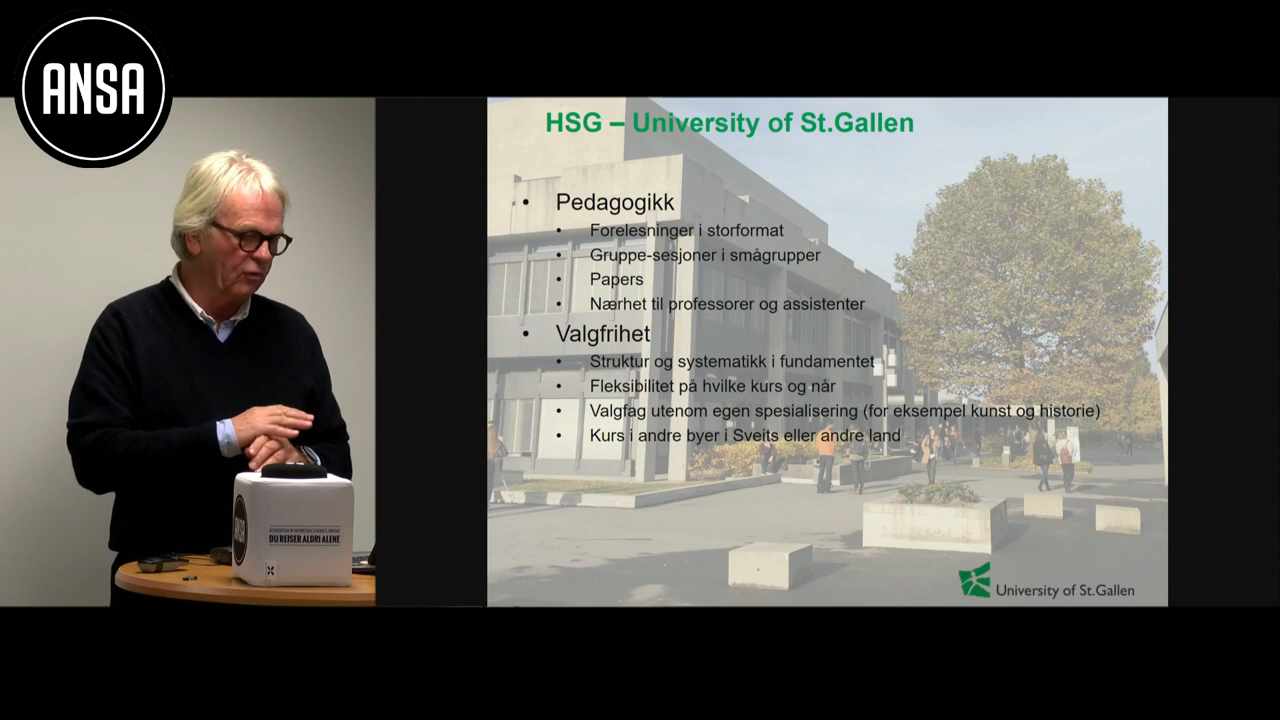 ANSA
HSG – University of St.Gallen
• Pedagogikk
• Forelesninger i storformat
• Gruppe-sesjoner i smågrupper
• Papers
• Nærhet til professorer og assistenter
• Valgfrihet
• Struktur og systematikk i fundamentet
• Fleksibilitet på hvilke kurs og når
• Valgfag utenom egen spesialisering (for eksempel kunst og historie)
• Kurs i andre byer i Sveits eller andre land
ANSA
DU REISER ALDRI ALENE
University of St.Gallen